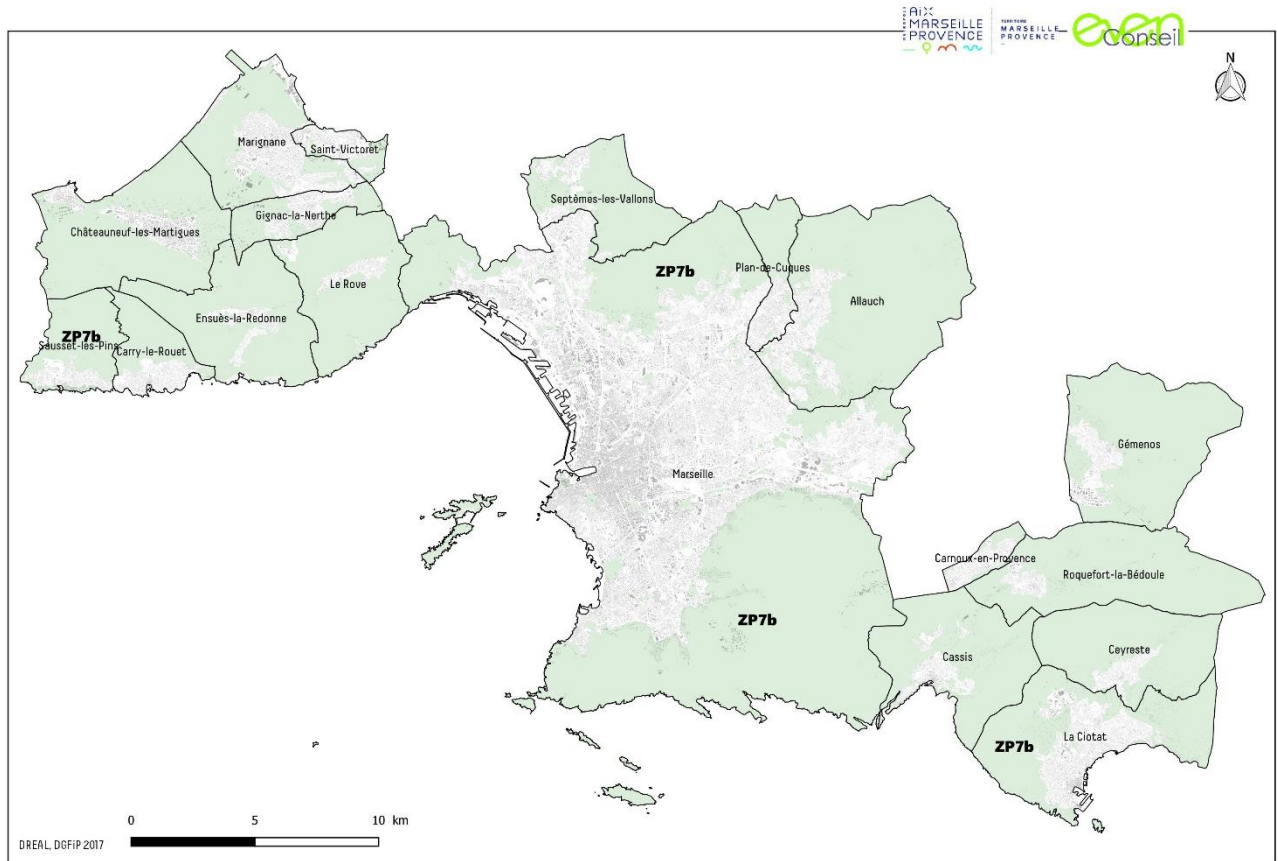 AiX
MARSEILLE
PROVENCE
TERRITOIRE
MARSEILLE
PROVENCE
even
Conseil
N
Marignane
Saint-Victoret
Septèmes-les-Vallons
Gignac-la-Nerthe
Châteauneuf-les-Martigues
ZP7b
Plan-de-Cuques
Le Rove
Allauch
Ensuès-la-Redonne
ZP7b
Sausset-les-Pins
Carry-le-Rouet
Gémenos
Marseille
Carnoux-en-Provence
Roquefort-la-Bédoule
ZP7b
Cassis
Ceyreste
La Ciotat
ZP7b
0 5 10 km
DREAL, DGFiP 2017